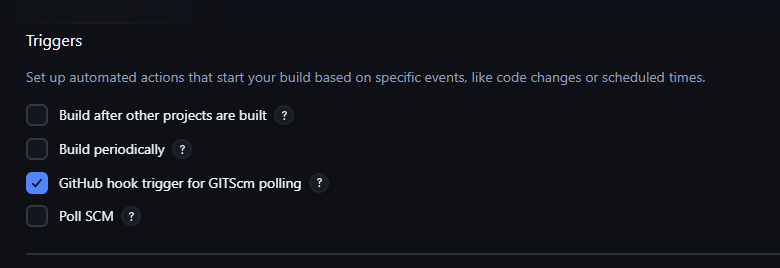 Triggers
Set up automated actions that start your build based on specific events, like code changes or scheduled times.
Build after other projects are built ?
Build periodically ?
GitHub hook trigger for GITScm polling ?
Poll SCM ?